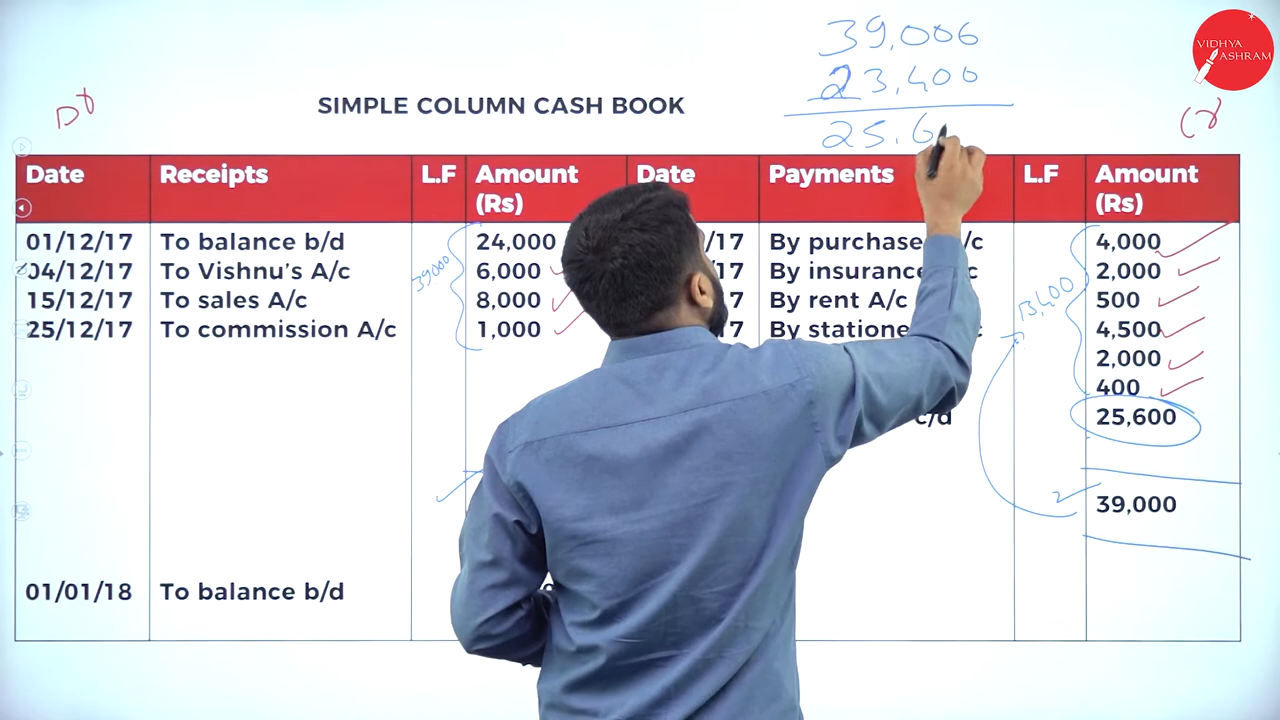 39,006
23,400
25.6
VIDHYA
ASHRAM
Dr
SIMPLE COLUMN CASH BOOK
Cr
Date Receipts L.F Amount (Rs) Date Payments L.F Amount (Rs)
01/12/17 To balance b/d 24,000 /17 By purchase /c 4,000
04/12/17 To Vishnu's A/c 6,000 17 By insurance c 2,000
15/12/17 To sales A/c 8,000 17 By rent A/c 500
25/12/17 To commission A/c 1,000 17 By statione c 4,500
39000
13,400
2,000
400
c/d 25,600
39,000
01/01/18 To balance b/d